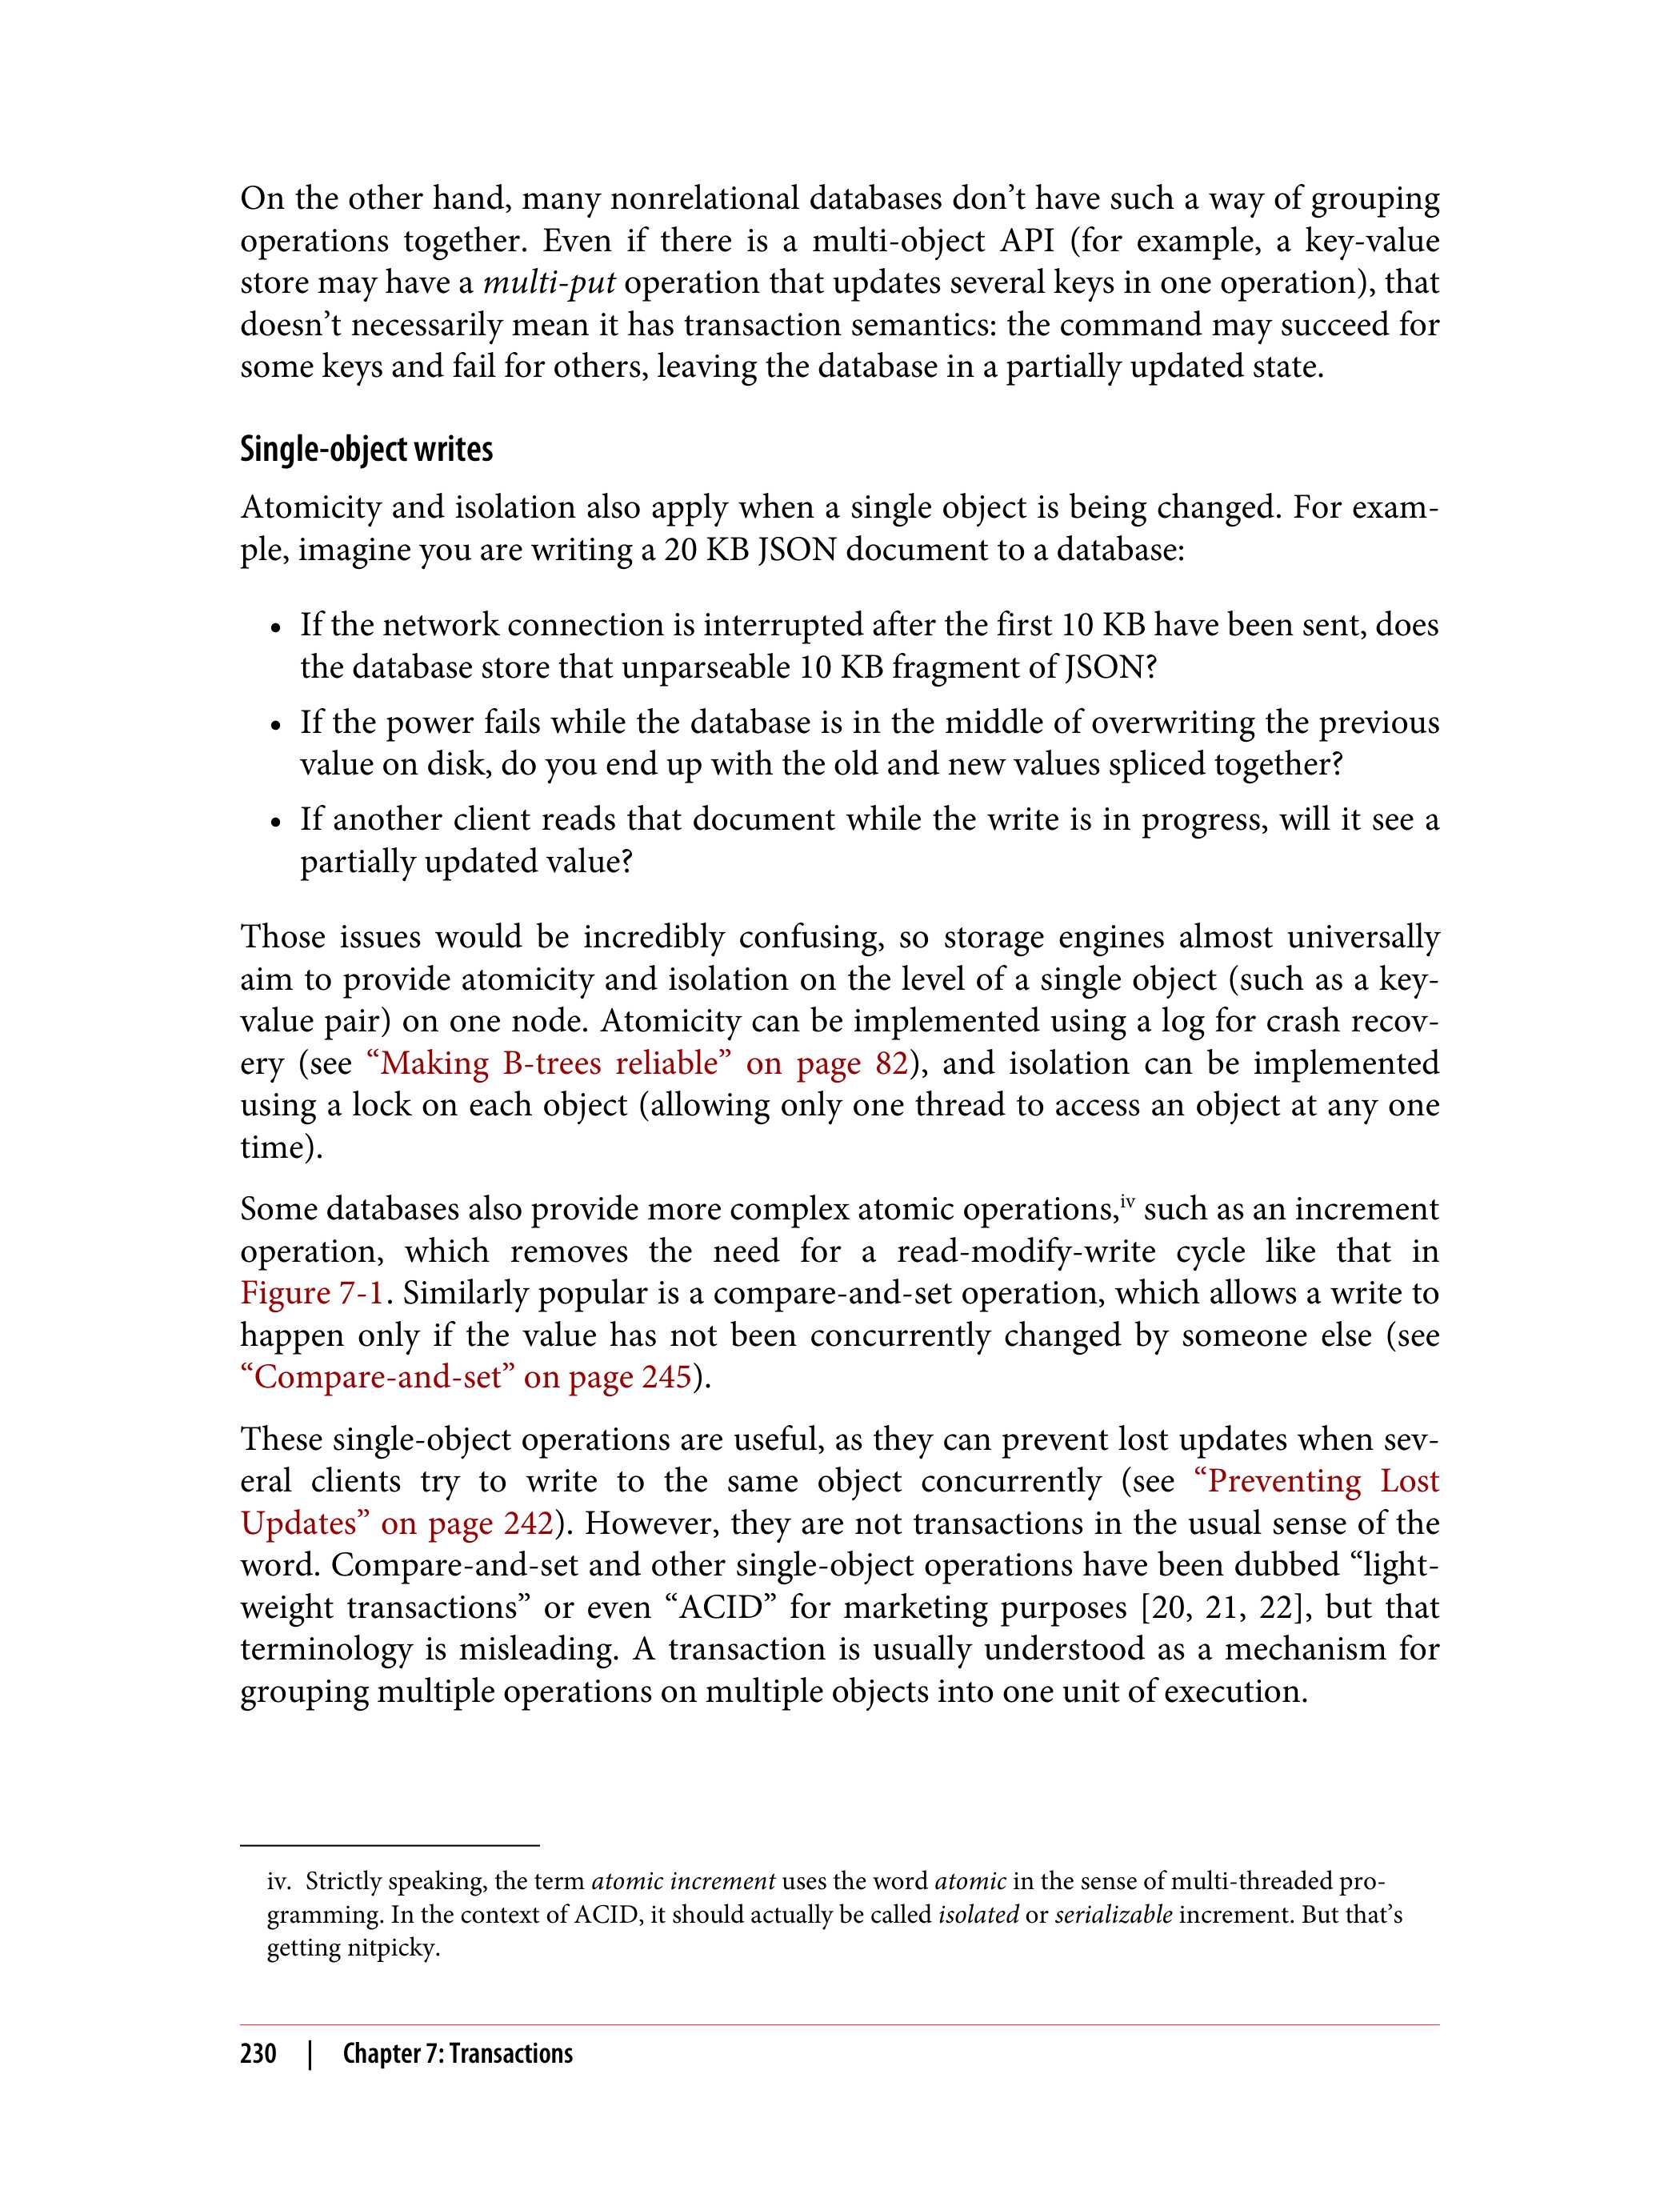 On the other hand, many nonrelational databases don’t have such a way of grouping
operations together. Even if there is a multi-object API (for example, a key-value
store may have a multi-put operation that updates several keys in one operation), that
doesn’t necessarily mean it has transaction semantics: the command may succeed for
some keys and fail for others, leaving the database in a partially updated state.
Single-object writes
Atomicity and isolation also apply when a single object is being changed. For exam-
ple, imagine you are writing a 20 KB JSON document to a database:
• If the network connection is interrupted after the first 10 KB have been sent, does
the database store that unparseable 10 KB fragment of JSON?
• If the power fails while the database is in the middle of overwriting the previous
value on disk, do you end up with the old and new values spliced together?
• If another client reads that document while the write is in progress, will it see a
partially updated value?
Those issues would be incredibly confusing, so storage engines almost universally
aim to provide atomicity and isolation on the level of a single object (such as a key-
value pair) on one node. Atomicity can be implemented using a log for crash recov-
ery (see “Making B-trees reliable” on page 82), and isolation can be implemented
using a lock on each object (allowing only one thread to access an object at any one
time).
Some databases also provide more complex atomic operations,iv such as an increment
operation, which removes the need for a read-modify-write cycle like that in
Figure 7-1. Similarly popular is a compare-and-set operation, which allows a write to
happen only if the value has not been concurrently changed by someone else (see
“Compare-and-set” on page 245).
These single-object operations are useful, as they can prevent lost updates when sev-
eral clients try to write to the same object concurrently (see “Preventing Lost
Updates” on page 242). However, they are not transactions in the usual sense of the
word. Compare-and-set and other single-object operations have been dubbed “light-
weight transactions” or even “ACID” for marketing purposes [20, 21, 22], but that
terminology is misleading. A transaction is usually understood as a mechanism for
grouping multiple operations on multiple objects into one unit of execution.
iv. Strictly speaking, the term atomic increment uses the word atomic in the sense of multi-threaded pro-
gramming. In the context of ACID, it should actually be called isolated or serializable increment. But that’s
getting nitpicky.
230 | Chapter 7: Transactions